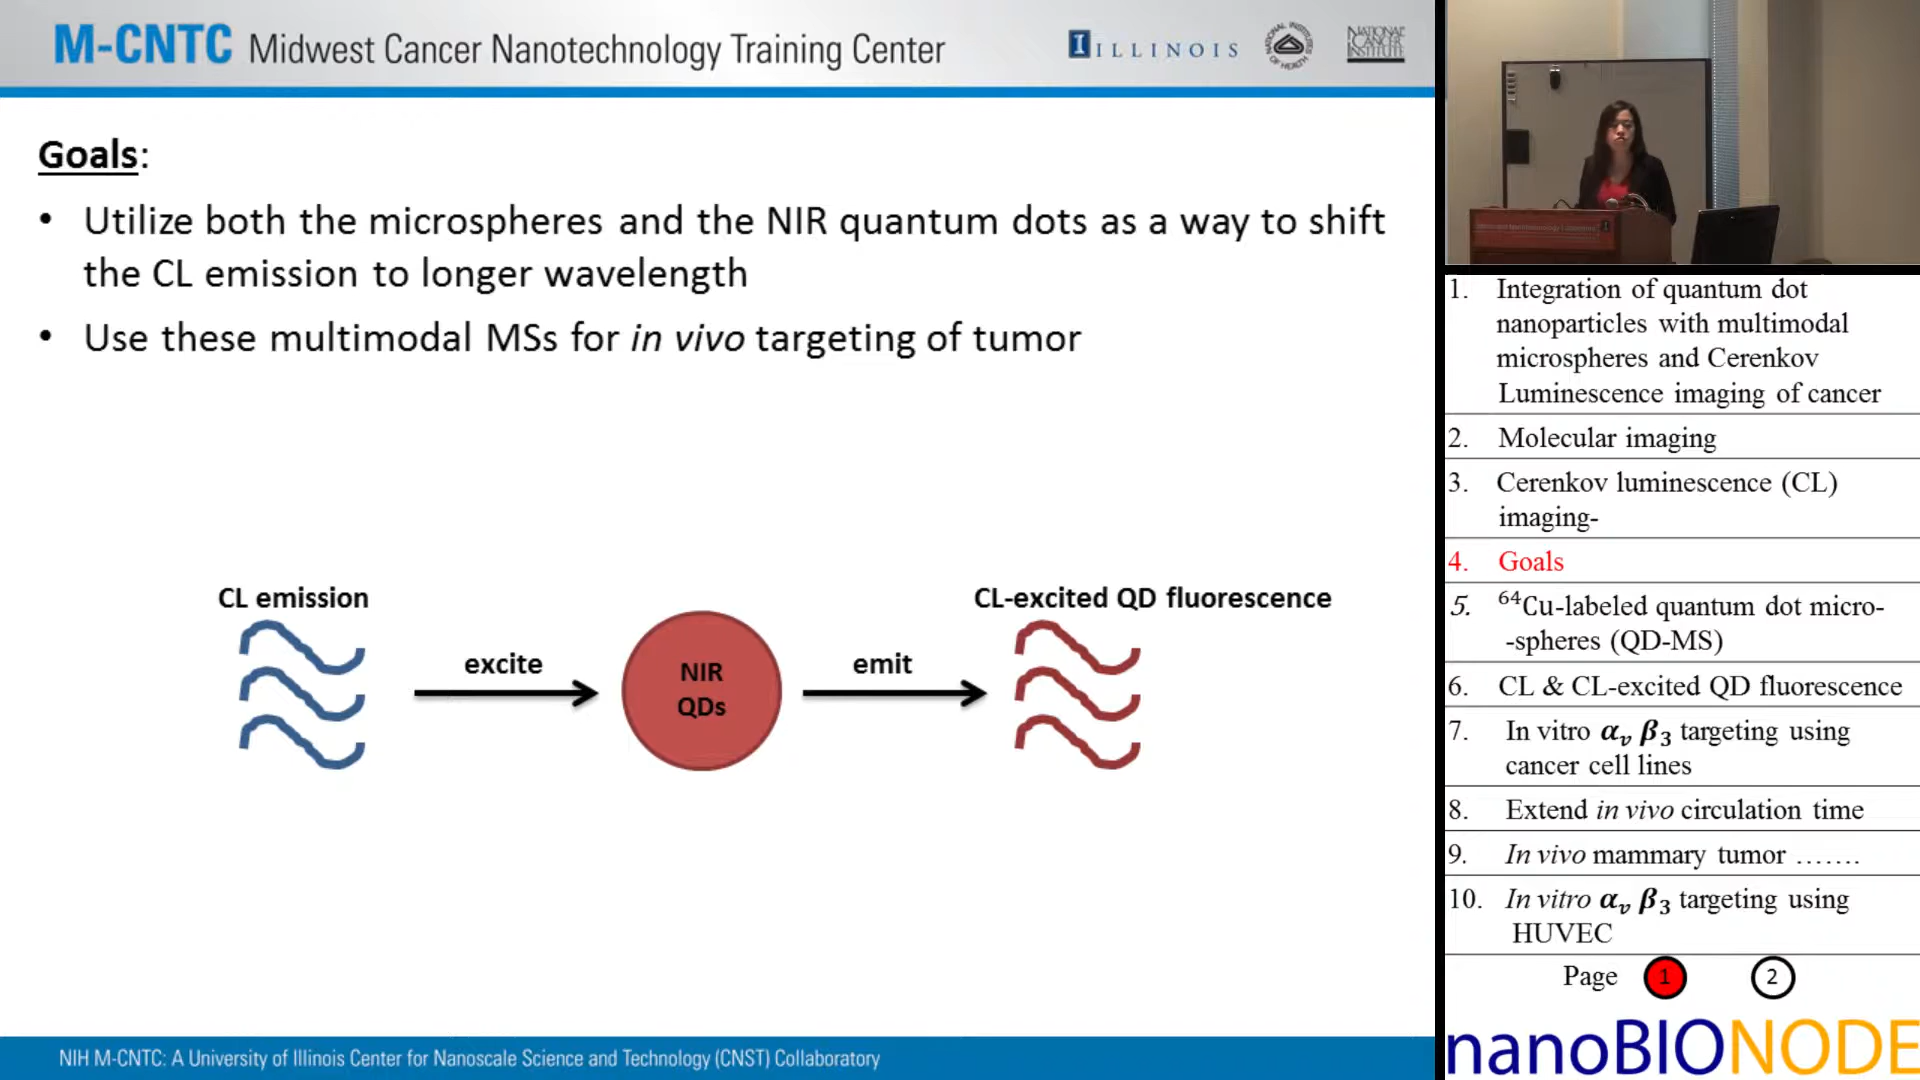 M-CNTC Midwest Cancer Nanotechnology Training Center
I ILLINOIS
NATIONAL INSTITUTES OF HEALTH
NATIONAL CANCER INSTITUTE
Goals:
• Utilize both the microspheres and the NIR quantum dots as a way to shift
the CL emission to longer wavelength
• Use these multimodal MSs for in vivo targeting of tumor
CL emission
excite
NIR
QDs
emit
CL-excited QD fluorescence
NIH M-CNTC: A University of Illinois Center for Nanoscale Science and Technology (CNST) Collaboratory
1. Integration of quantum dot
nanoparticles with multimodal
microspheres and Cerenkov
Luminescence imaging of cancer
2. Molecular imaging
3. Cerenkov luminescence (CL)
imaging-
4. Goals
5. ⁶⁴Cu-labeled quantum dot micro-
-spheres (QD-MS)
6. CL & CL-excited QD fluorescence
7. In vitro αᵥ β₃ targeting using
cancer cell lines
8. Extend in vivo circulation time
9. In vivo mammary tumor .......
10. In vitro αᵥ β₃ targeting using
HUVEC
Page 1 2
nanoBIONODE